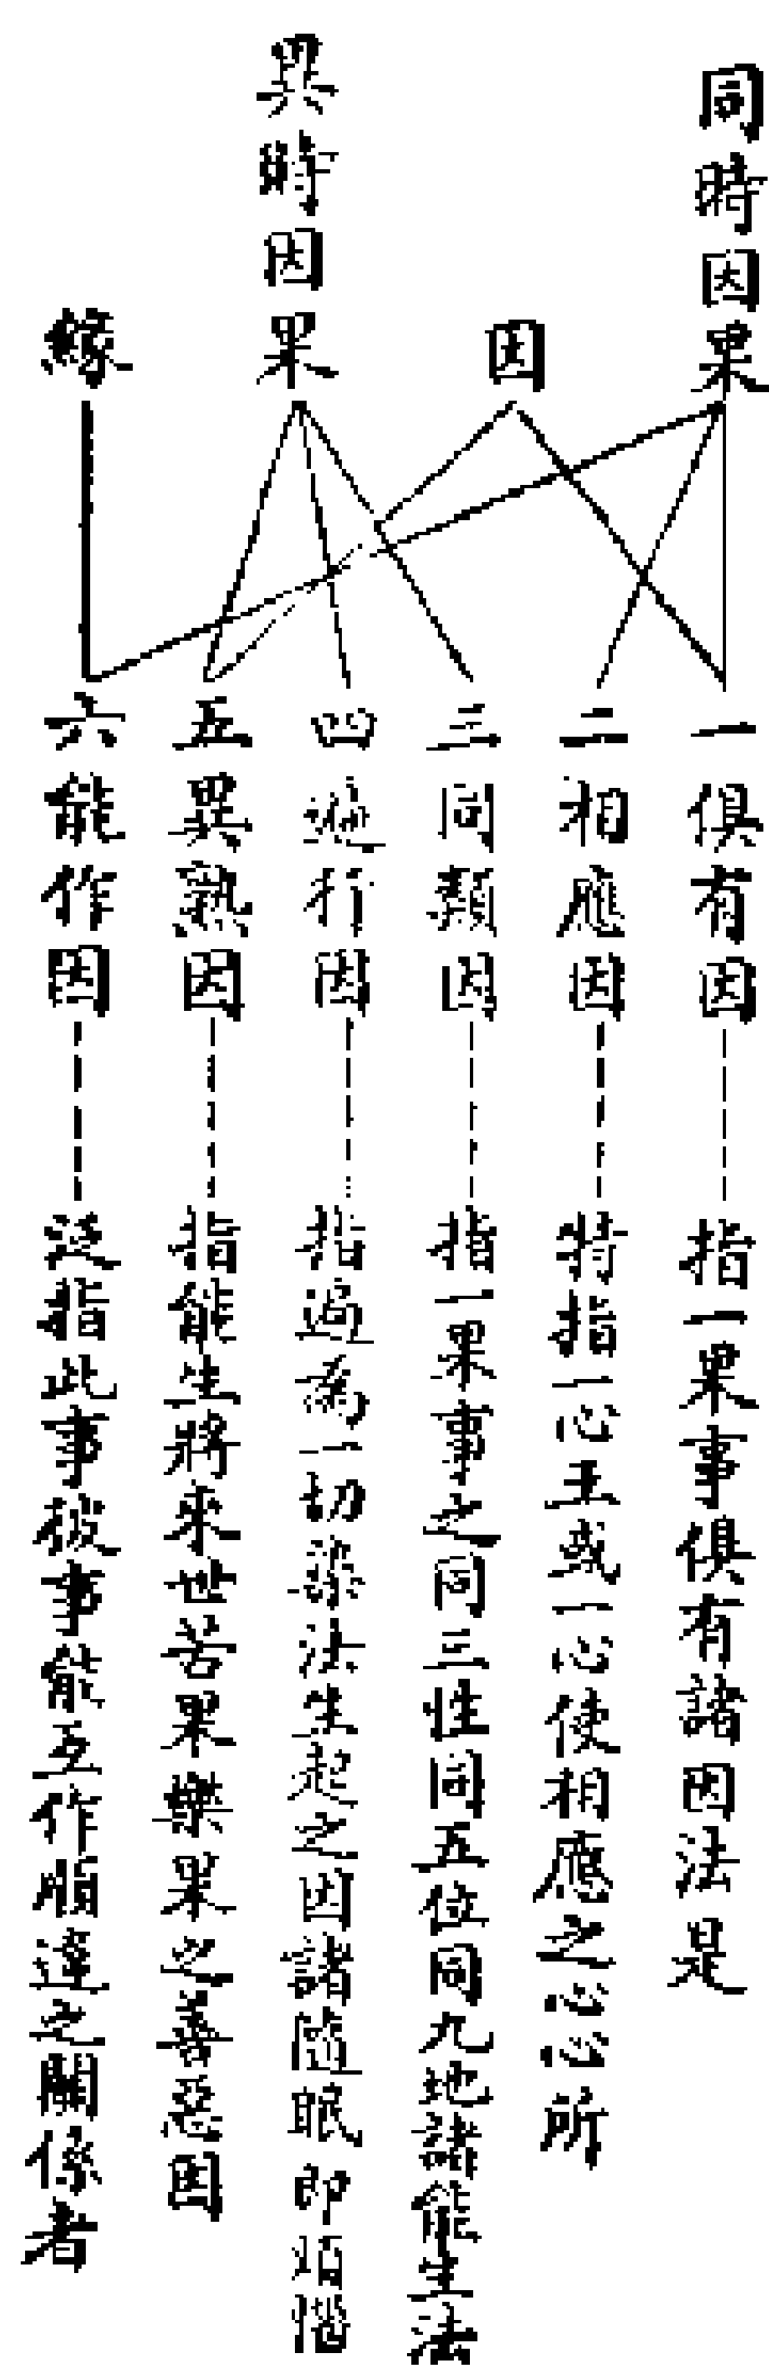 同時因果
因
異時因果
緣
一俱有因
指一果事俱有諸因法是
二相應因
特指一心王或一心使相應之心心所
三同類因
指一果事之同三性同五位同九地諸能生法
四遍行因
指遍為一切染法生起之因諸隨眠即煩惱
五異熟因
指能生將來世苦果樂果之善惡因
六能作因
泛指此事彼事能互作順違之關係者